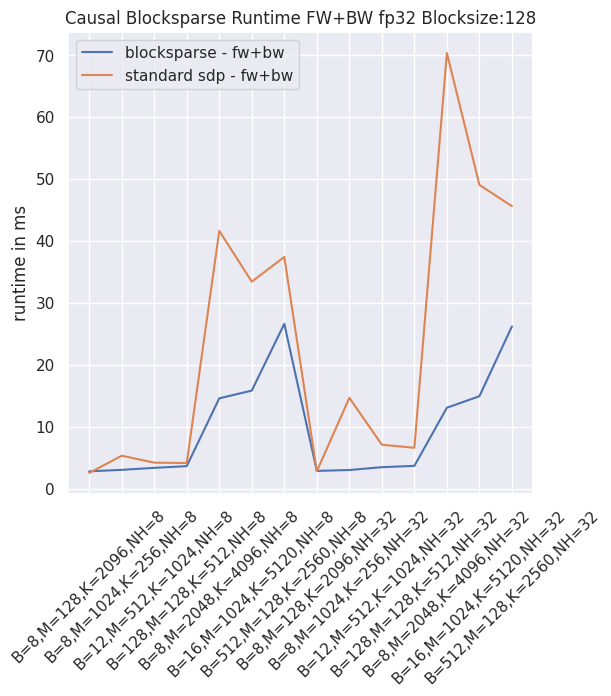 Causal Blocksparse Runtime FW+BW fp32 Blocksize:128
blocksparse - fw+bw
standard sdp - fw+bw
runtime in ms
70
60
50
40
30
20
10
0
B=8,M=128,K=2096,NH=8
B=8,M=1024,K=256,NH=8
B=12,M=512,K=1024,NH=8
B=128,M=128,K=512,NH=8
B=8,M=2048,K=4096,NH=8
B=16,M=1024,K=5120,NH=8
B=512,M=128,K=2560,NH=8
B=8,M=128,K=2096,NH=32
B=8,M=1024,K=256,NH=32
B=12,M=512,K=1024,NH=32
B=128,M=128,K=512,NH=32
B=8,M=2048,K=4096,NH=32
B=16,M=1024,K=5120,NH=32
B=512,M=128,K=2560,NH=32